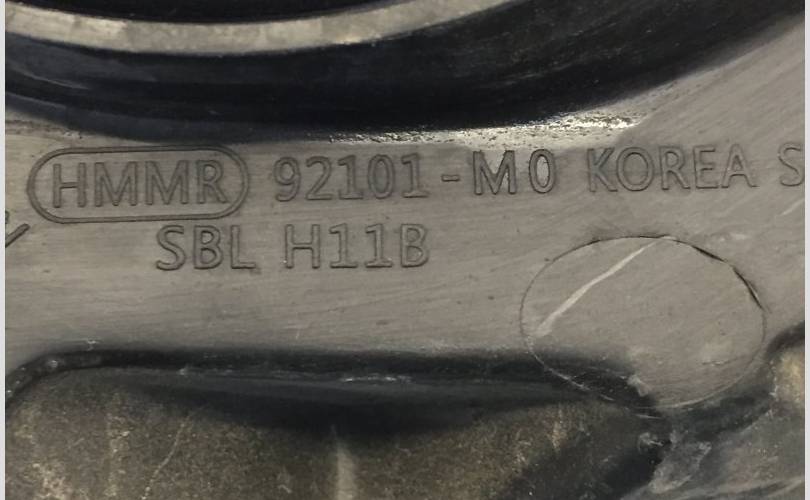 HMMR 92101-M0 KOREA S
SBL H11B